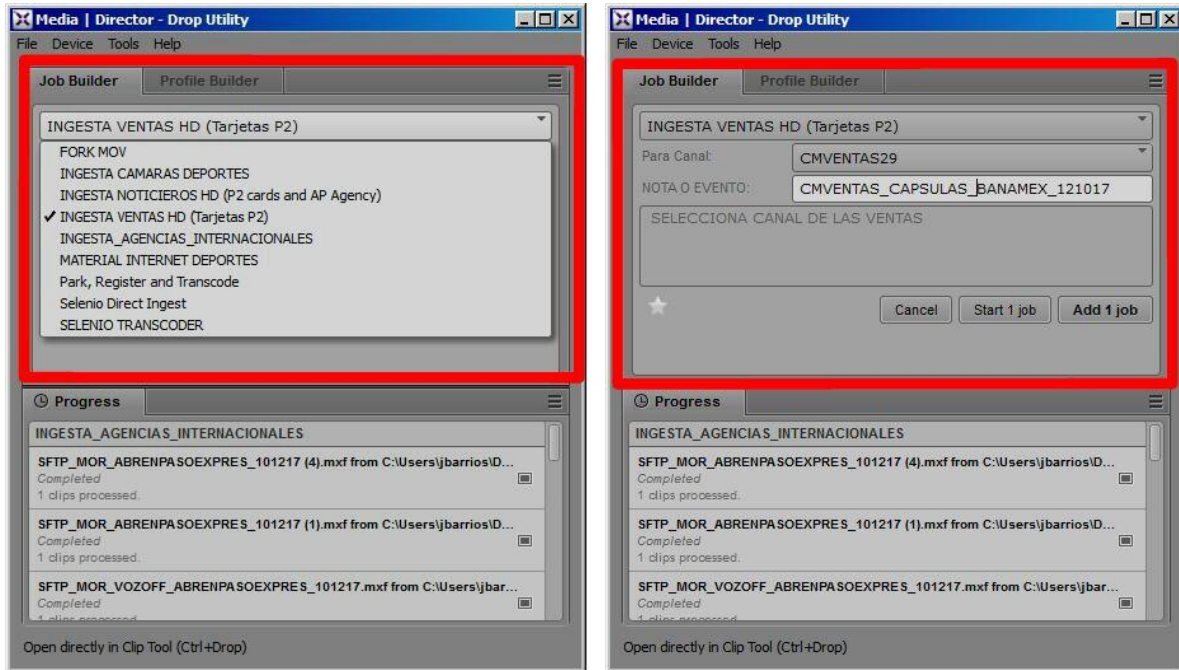 Media | Director - Drop Utility
File Device Tools Help
Job Builder Profile Builder
INGESTA VENTAS HD (Tarjetas P2)
FORK MOV
INGESTA CAMARAS DEPORTES
INGESTA NOTICIEROS HD (P2 cards and AP Agency)
INGESTA VENTAS HD (Tarjetas P2)
INGESTA_AGENCIAS_INTERNACIONALES
MATERIAL INTERNET DEPORTES
Park, Register and Transcode
Selenio Direct Ingest
SELENIO TRANSCODER
Progress
INGESTA_AGENCIAS_INTERNACIONALES
SFTP_MOR_ABRENPASOEXPRES_101217 (4).mxf from C:\Users\jbarrios\D...
Completed
1 clips processed.
SFTP_MOR_ABRENPASOEXPRES_101217 (1).mxf from C:\Users\jbarrios\D...
Completed
1 clips processed.
SFTP_MOR_VOZOFF_ABRENPASOEXPRES_101217.mxf from C:\Users\jbar...
Completed
1 clips processed.
Open directly in Clip Tool (Ctrl+Drop)
Media | Director - Drop Utility
File Device Tools Help
Job Builder Profile Builder
INGESTA VENTAS HD (Tarjetas P2)
Para Canal: CMVENTAS29
NOTA O EVENTO: CMVENTAS_CAPSULAS_BANAMEX_121017
SELECCIONA CANAL DE LAS VENTAS
Cancel Start 1 job Add 1 job
Progress
INGESTA_AGENCIAS_INTERNACIONALES
SFTP_MOR_ABRENPASOEXPRES_101217 (4).mxf from C:\Users\jbarrios\D...
Completed
1 clips processed.
SFTP_MOR_ABRENPASOEXPRES_101217 (1).mxf from C:\Users\jbarrios\D...
Completed
1 clips processed.
SFTP_MOR_VOZOFF_ABRENPASOEXPRES_101217.mxf from C:\Users\jbar...
Completed
1 clips processed.
Open directly in Clip Tool (Ctrl+Drop)